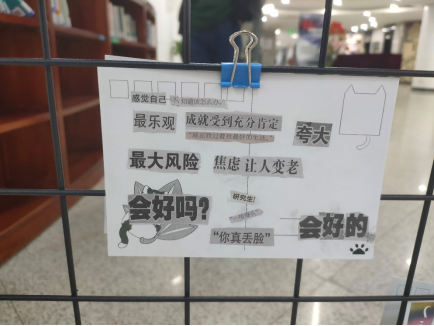 感觉自己
最乐观 成就受到充分肯定
夸大
最大风险 焦虑 让人变老
研究生
会好吗?
会好的
“你真丢脸”